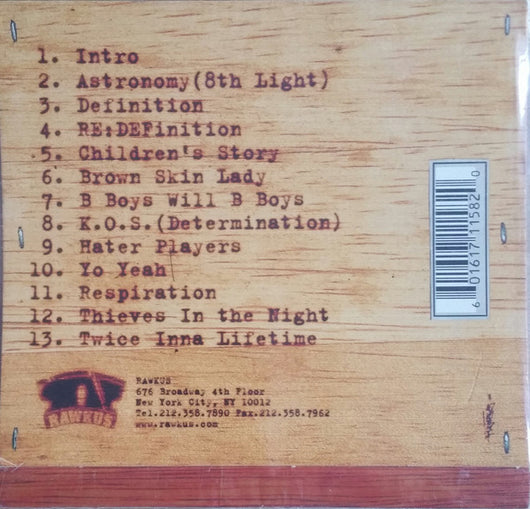 1. Intro
2. Astronomy(8th Light)
3. Definition
4. RE:DEFinition
5. Children's Story
6. Brown Skin Lady
7. B Boys Will B Boys
8. K.O.S.(Determination)
9. Hater Players
10. Yo Yeah
11. Respiration
12. Thieves In the Night
13. Twice Inna Lifetime
6 01617 11582 0
RAWKUS
RAWKUS
676 Broadway 4th Floor
New York City, NY 10012
Tel.212.358.7890 Fax.212.358.7962
www.rawkus.com